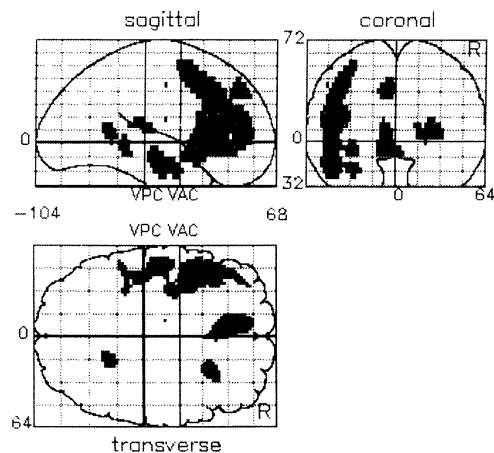 sagittal
coronal
72
R
0
0
32
VPC VAC
0
64
-104
68
VPC VAC
0
R
64
transverse